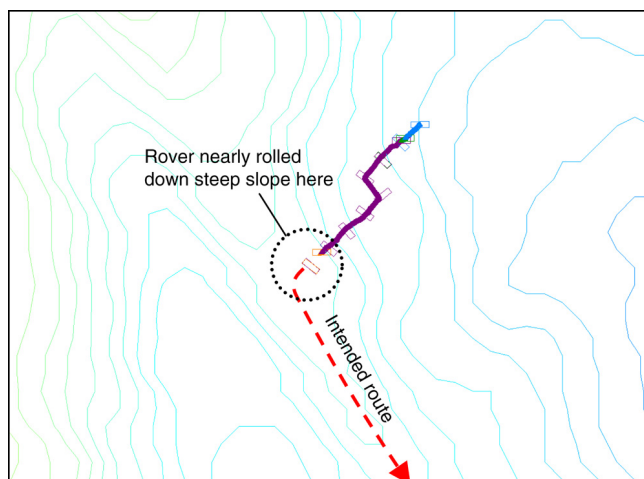 Rover nearly rolled
down steep slope here
Intended route